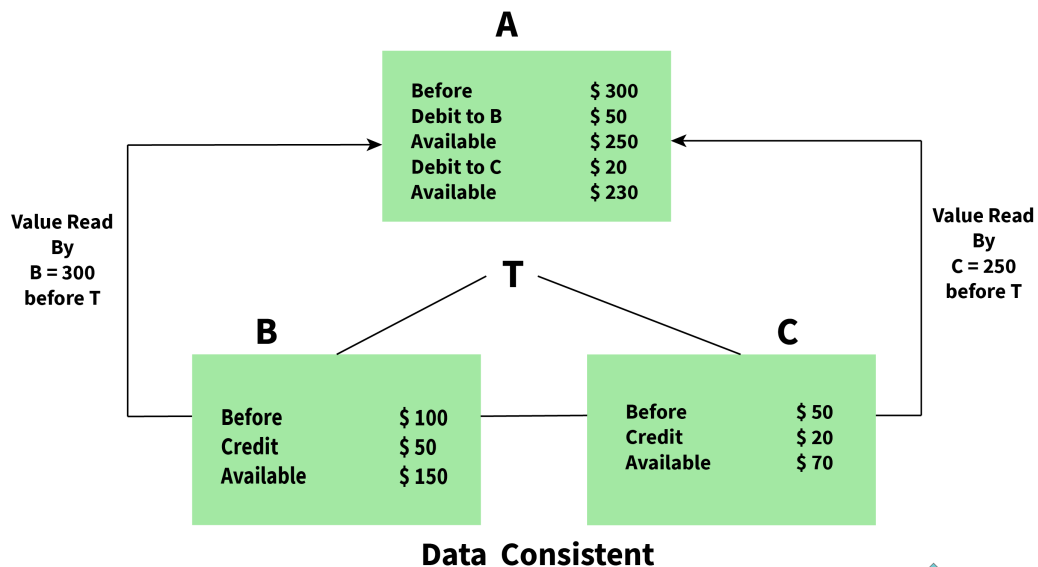 A
Before $ 300
Debit to B $ 50
Available $ 250
Debit to C $ 20
Available $ 230
Value Read
By
B = 300
before T
Value Read
By
C = 250
before T
T
B
Before $ 100
Credit $ 50
Available $ 150
C
Before $ 50
Credit $ 20
Available $ 70
Data Consistent